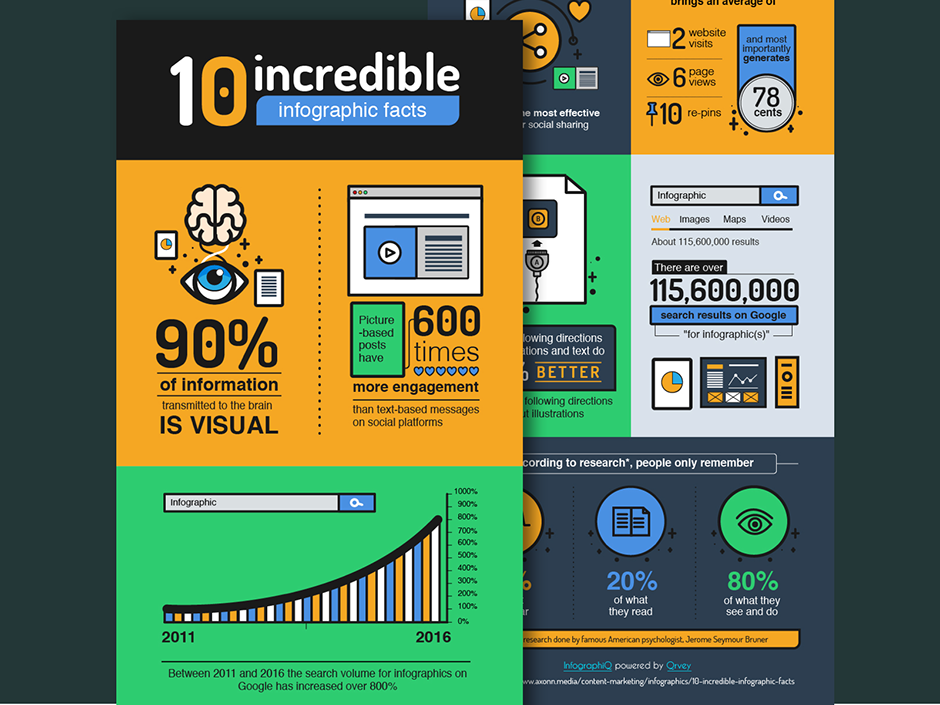 10 incredible
infographic facts
90%
of information
transmitted to the brain
IS VISUAL
Picture
-based
posts
have
600
times
more engagement
than text-based messages
on social platforms
Infographic
1000%
900%
800%
700%
600%
500%
400%
300%
200%
100%
0%
2011
2016
Between 2011 and 2016 the search volume for infographics on
Google has increased over 800%
most effective
social sharing
brings an average of
2 website
visits
6 page
views
10 re-pins
and most
importantly
generates
78
cents
B
A
directions
and text do
BETTER
following directions
illustrations
Infographic
Web Images Maps Videos
About 115,600,000 results
There are over
115,600,000
search results on Google
"for infographic(s)"
to research*, people only remember
%
20%
of what
they read
80%
of what they
see and do
research done by famous American psychologist, Jerome Seymour Bruner
InfographiQ powered by Qrvey
ww.axonn.media/content-marketing/infographics/10-incredible-infographic-facts